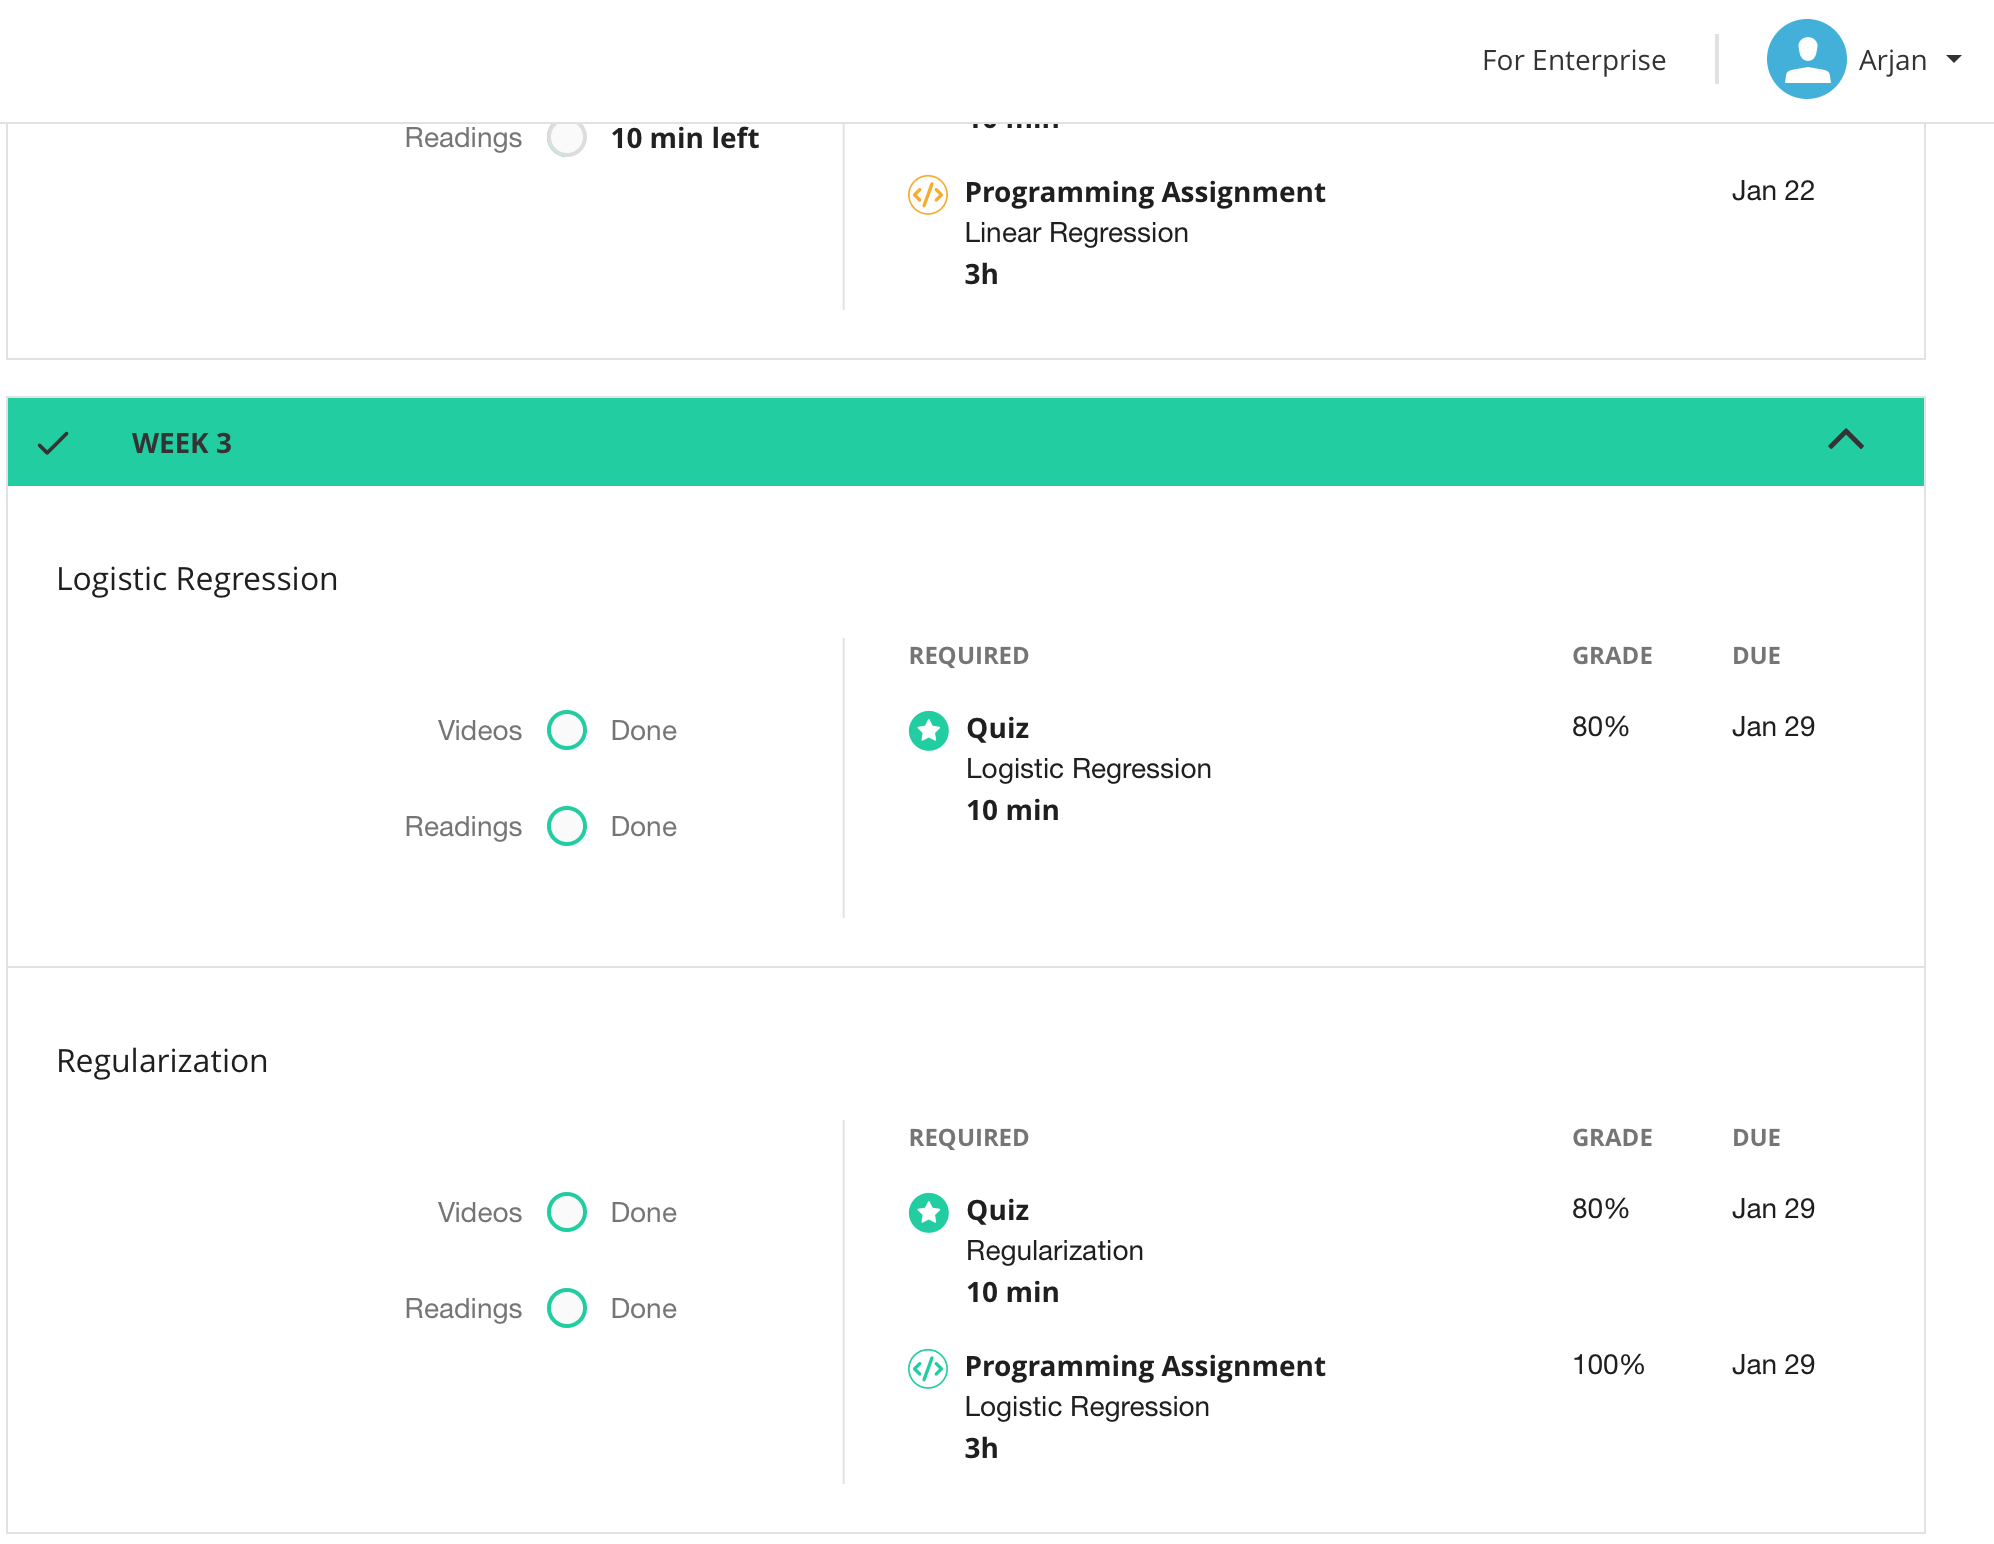 For Enterprise
Arjan
Readings 10 min left
Programming Assignment Jan 22
Linear Regression
3h
WEEK 3
Logistic Regression
REQUIRED GRADE DUE
Videos Done
Quiz 80% Jan 29
Logistic Regression
10 min
Readings Done
Regularization
REQUIRED GRADE DUE
Videos Done
Quiz 80% Jan 29
Regularization
10 min
Readings Done
Programming Assignment 100% Jan 29
Logistic Regression
3h